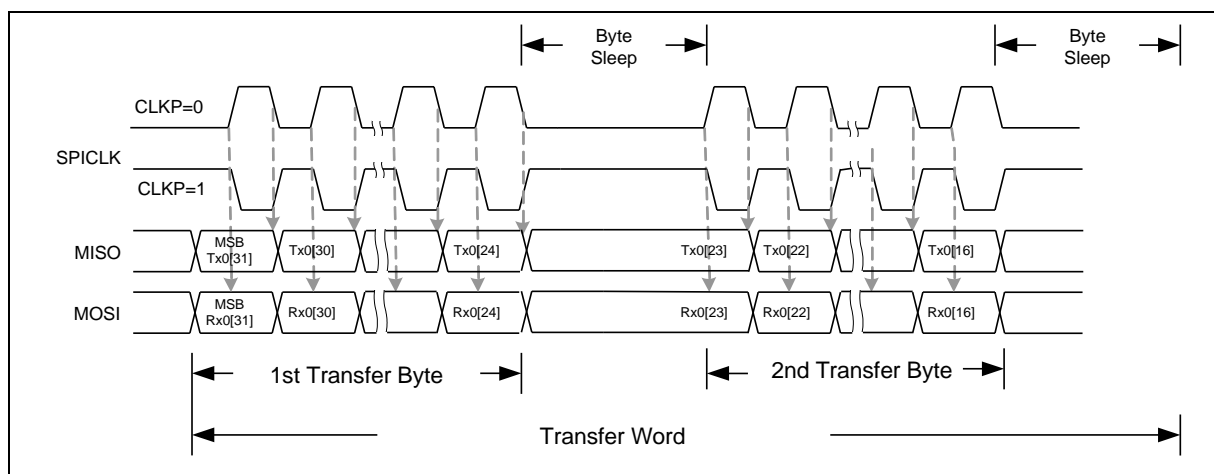 Byte
Sleep
Byte
Sleep
CLKP=0
SPICLK
CLKP=1
MISO
MSB
Tx0[31]
Tx0[30]
Tx0[24]
Tx0[23]
Tx0[22]
Tx0[16]
MOSI
MSB
Rx0[31]
Rx0[30]
Rx0[24]
Rx0[23]
Rx0[22]
Rx0[16]
1st Transfer Byte
2nd Transfer Byte
Transfer Word